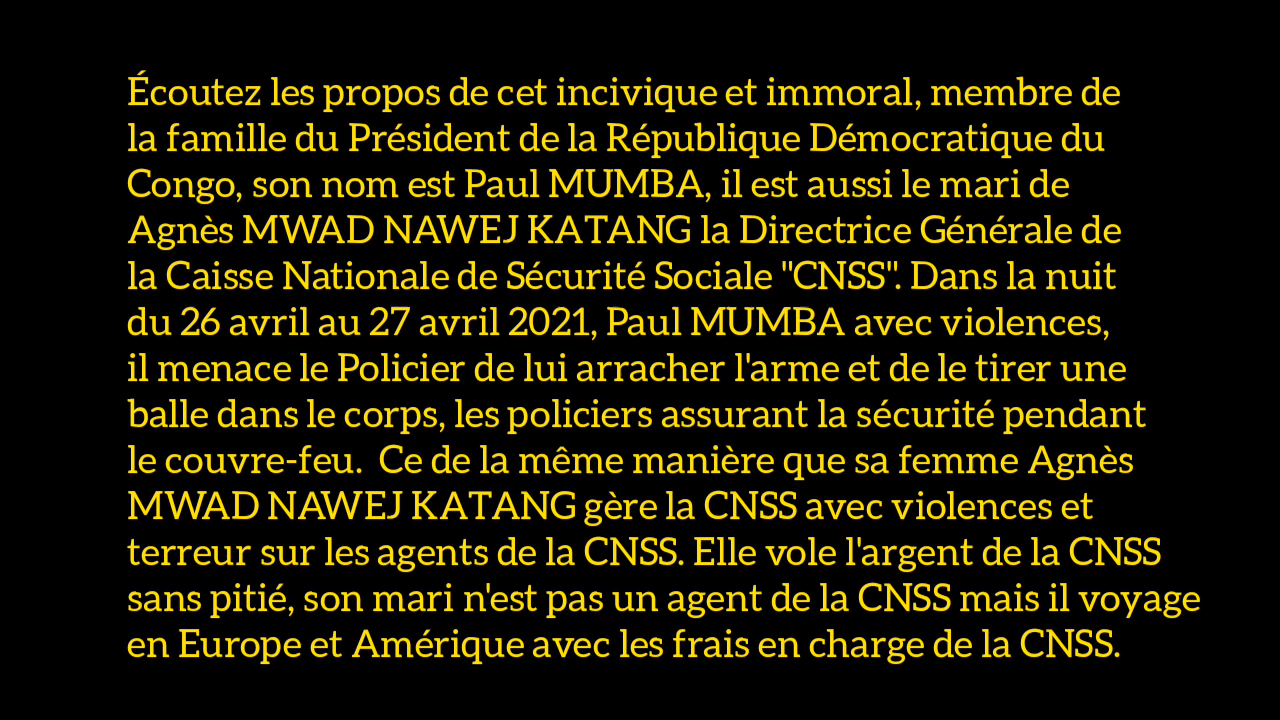 Écoutez les propos de cet incivique et immoral, membre de
la famille du Président de la République Démocratique du
Congo, son nom est Paul MUMBA, il est aussi le mari de
Agnès MWAD NAWEJ KATANG la Directrice Générale de
la Caisse Nationale de Sécurité Sociale "CNSS". Dans la nuit
du 26 avril au 27 avril 2021, Paul MUMBA avec violences,
il menace le Policier de lui arracher l'arme et de le tirer une
balle dans le corps, les policiers assurant la sécurité pendant
le couvre-feu.  Ce de la même manière que sa femme Agnès
MWAD NAWEJ KATANG gère la CNSS avec violences et
terreur sur les agents de la CNSS. Elle vole l'argent de la CNSS
sans pitié, son mari n'est pas un agent de la CNSS mais il voyage
en Europe et Amérique avec les frais en charge de la CNSS.